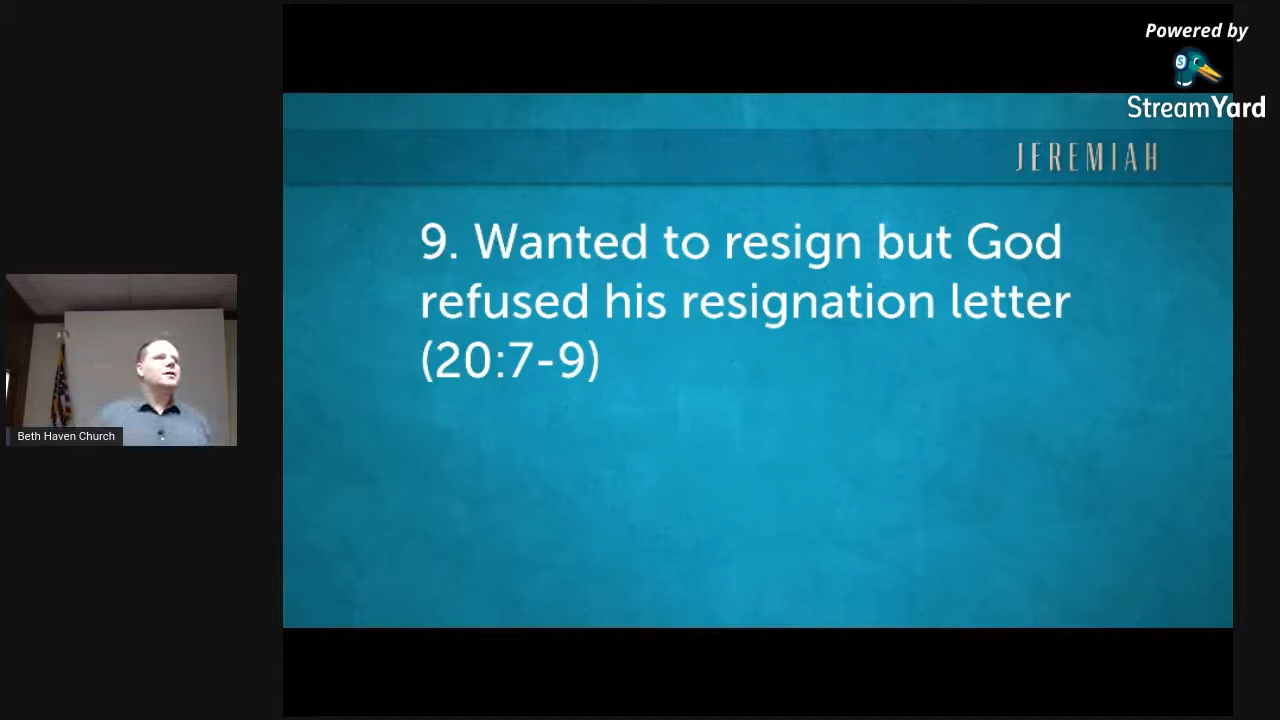 Powered by
StreamYard
JEREMIAH
9. Wanted to resign but God
refused his resignation letter
(20:7-9)
Beth Haven Church